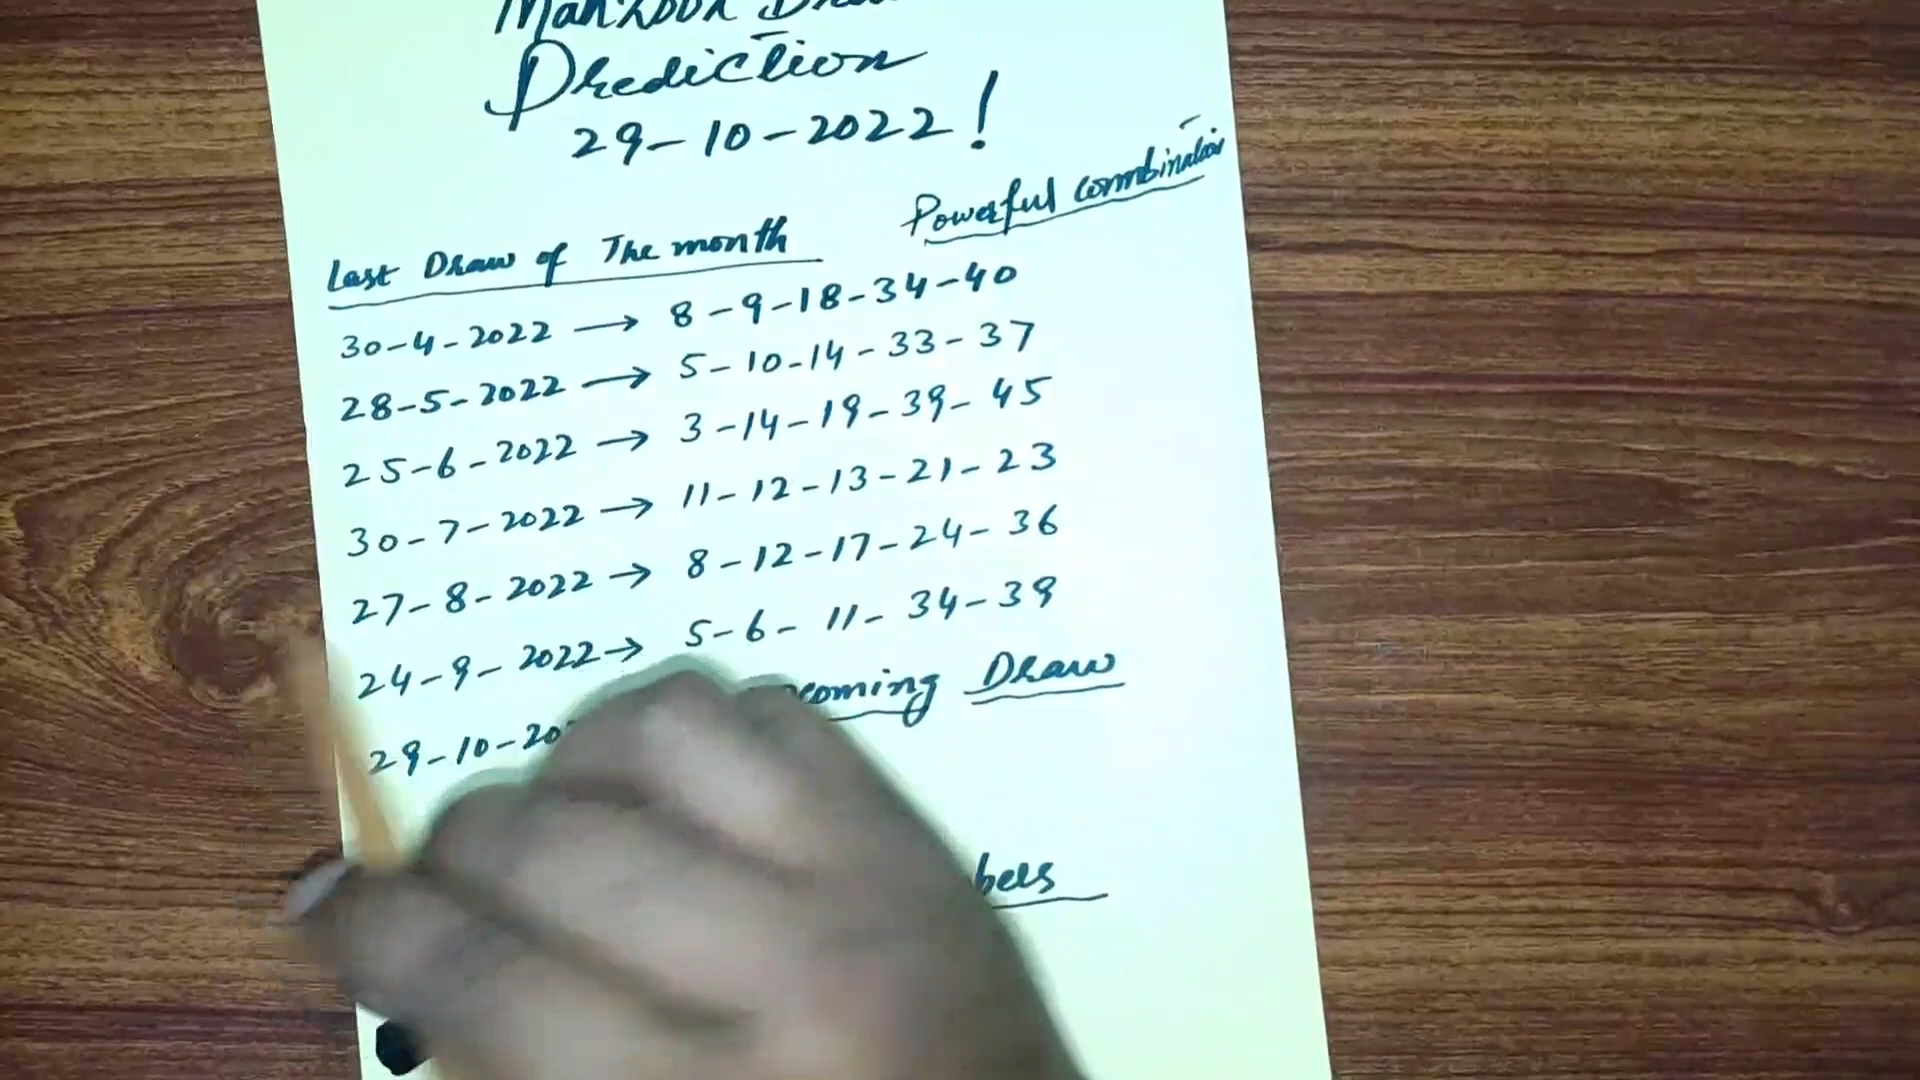 Prediction
29-10-2022!
Powerful Combination
Last Draw of The month
30-4-2022 → 8-9-18-34-40
28-5-2022 → 5-10-14-33-37
25-6-2022 → 3-14-19-39-45
30-7-2022 → 11-12-13-21-23
27-8-2022 → 8-12-17-24-36
24-9-2022 → 5-6-11-34-39
Draw
29-10-20